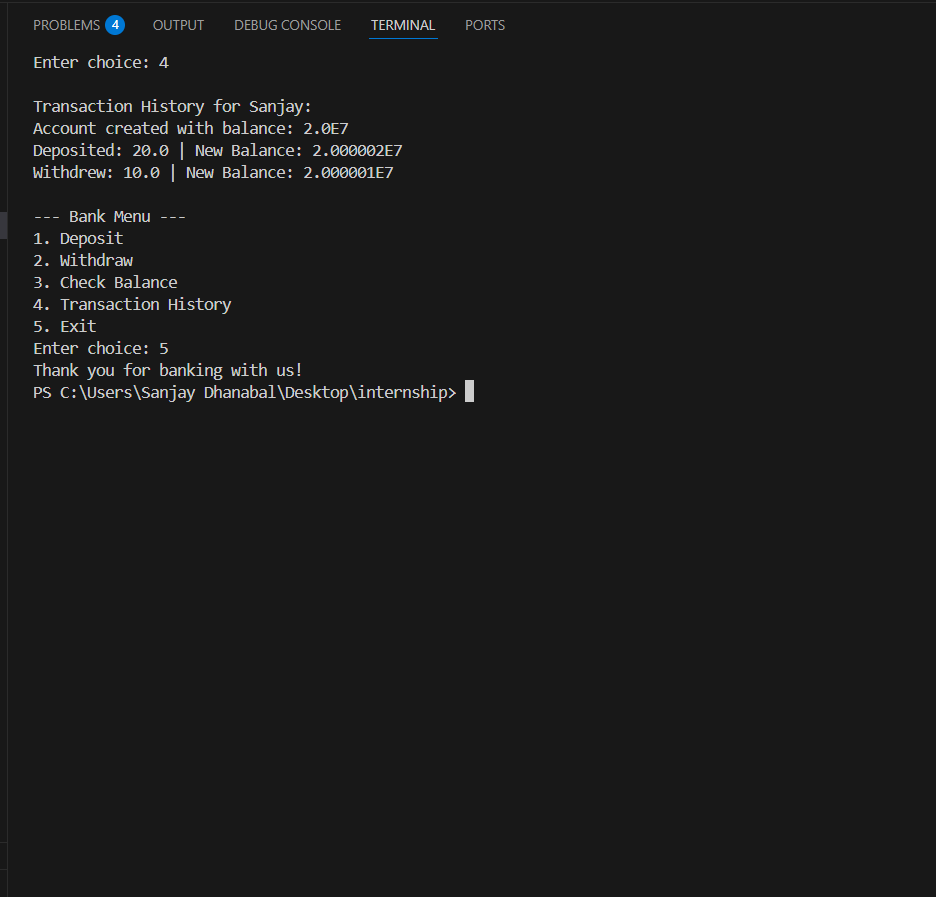 PROBLEMS 4 OUTPUT DEBUG CONSOLE TERMINAL PORTS
Enter choice: 4
Transaction History for Sanjay:
Account created with balance: 2.0E7
Deposited: 20.0 | New Balance: 2.000002E7
Withdrew: 10.0 | New Balance: 2.000001E7
--- Bank Menu ---
1. Deposit
2. Withdraw
3. Check Balance
4. Transaction History
5. Exit
Enter choice: 5
Thank you for banking with us!
PS C:\Users\Sanjay Dhanabal\Desktop\internship>